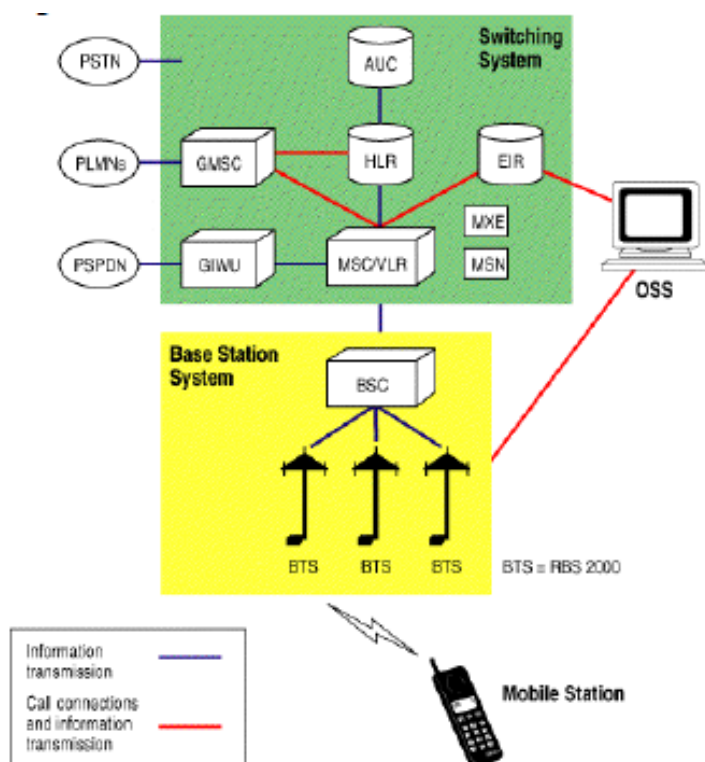 Switching
System
PSTN
AUC
PLMNs
GMSC
HLR
EIR
MXE
PSPDN
GIWU
MSC/VLR
MSN
OSS
Base Station
System
BSC
BTS
BTS
BTS
BTS = RBS 2000
Information
transmission
Call connections
and information
transmission
Mobile Station